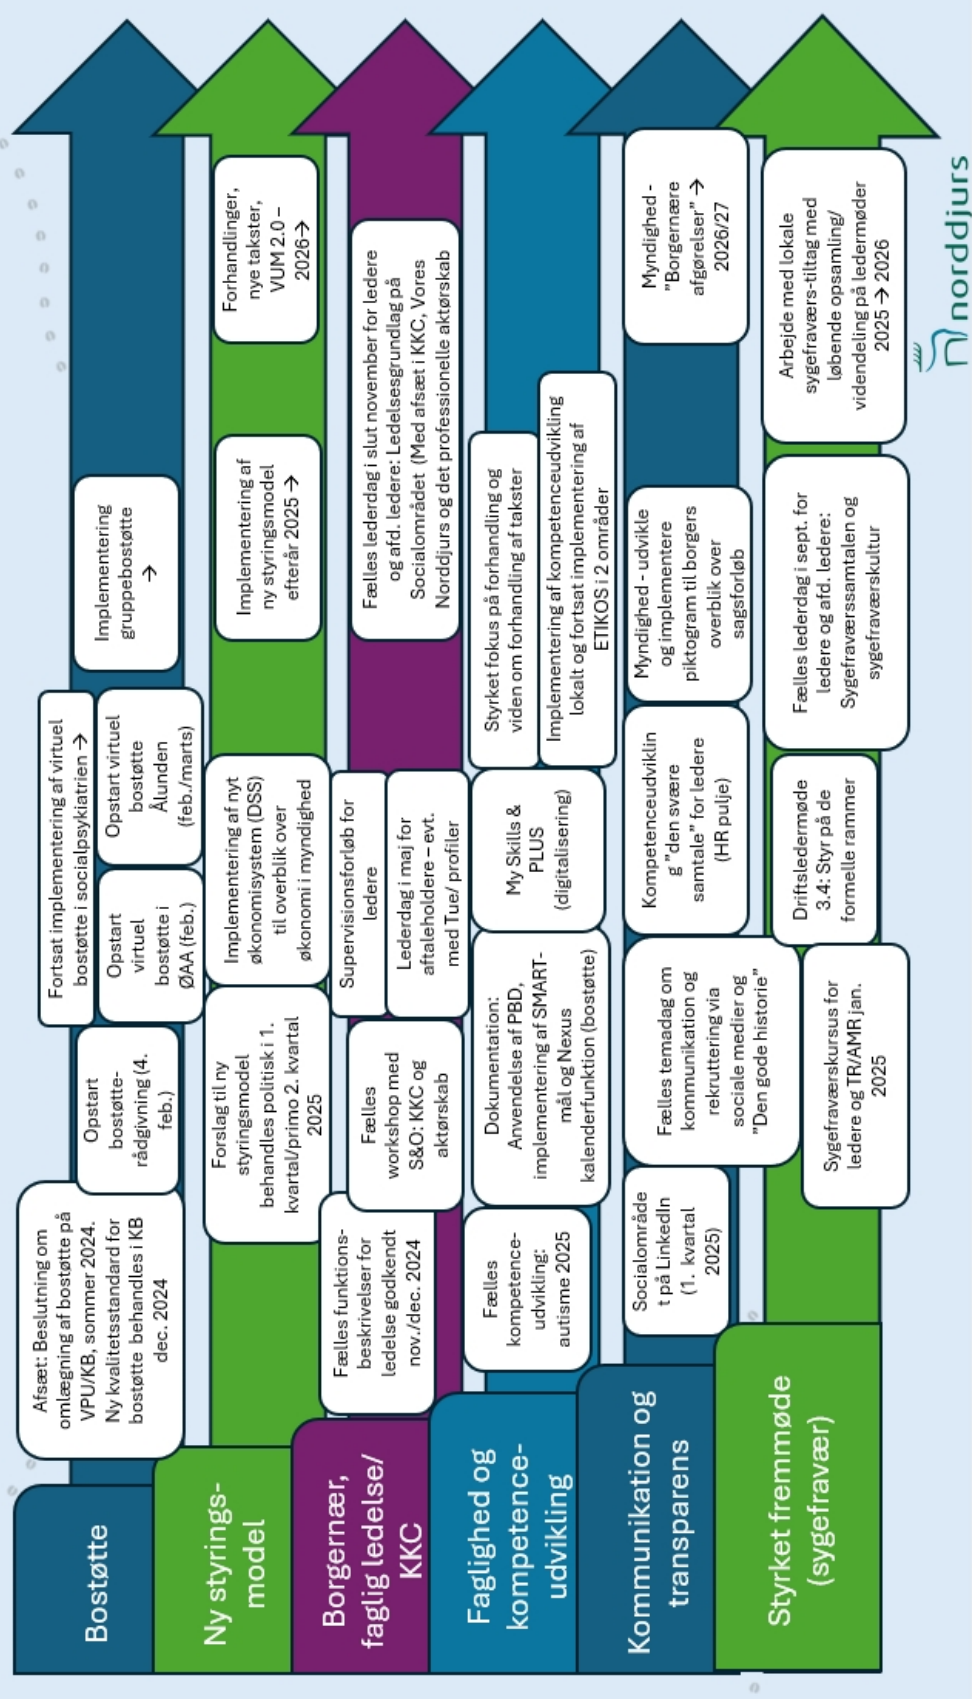 Bostøtte
Afsæt: Beslutning om
omlægning af bostøtte på
VPU/KB, sommer 2024.
Ny kvalitetsstandard for
bostøtte behandles i KB
dec. 2024
Opstart
bostøtte-
rådgivning (4.
feb.)
Fortsat implementering af virtuel
bostøtte i socialpsykiatrien →
Opstart
virtuel
bostøtte i
ØAA (feb.)
Opstart virtuel
bostøtte
Ålunden
(feb./marts)
Implementering
gruppebostøtte
→
Ny styrings-
model
Forslag til ny
styringsmodel
behandles politisk i 1.
kvartal/primo 2. kvartal
2025
Implementering af nyt
økonomisystem (DSS)
til overblik over
økonomi i myndighed
Implementering af
ny styringsmodel
efterår 2025 →
Forhandlinger,
nye takster,
VUM 2.0 –
2026→
Borgernær,
faglig ledelse/
KKC
Fælles funktions-
beskrivelser for
ledelse godkendt
nov./dec. 2024
Fælles
workshop med
S&O: KKC og
aktørskab
Supervisionsforløb for
ledere
Lederdag i maj for
aftaleholdere – evt.
med Tue/ profiler
Fælles lederdag i slut november for ledere
og afd. ledere: Ledelsesgrundlag på
Socialområdet (Med afsæt i KKC, Vores
Norddjurs og det professionelle aktørskab
Faglighed og
kompetence-
udvikling
Fælles
kompetence-
udvikling:
autisme 2025
Dokumentation:
Anvendelse af PBD,
implementering af SMART-
mål og Nexus
kalenderfunktion (bostøtte)
My Skills &
PLUS
(digitalisering)
Styrket fokus på forhandling og
viden om forhandling af takster
Implementering af kompetenceudvikling
lokalt og fortsat implementering af
ETIKOS i 2 områder
Kommunikation og
transparens
Socialområde
t på LinkedIn
(1. kvartal
2025)
Fælles temadag om
kommunikation og
rekruttering via
sociale medier og
"Den gode historie"
Kompetenceudviklin
g "den svære
samtale" for ledere
(HR pulje)
Myndighed - udvikle
og implementere
piktogram til borgers
overblik over
sagsforløb
Myndighed -
"Borgernære
afgørelser" →
2026/27
Styrket fremmøde
(sygefravær)
Sygefraværskursus for
ledere og TR/AMR jan.
2025
Driftsledermøde
3.4: Styr på de
formelle rammer
Fælles lederdag i sept. for
ledere og afd. ledere:
Sygefraværssamtalen og
sygefraværskultur
Arbejde med lokale
sygefraværs-tiltag med
løbende opsamling/
videndeling på ledermøder
2025 → 2026
norddjurs